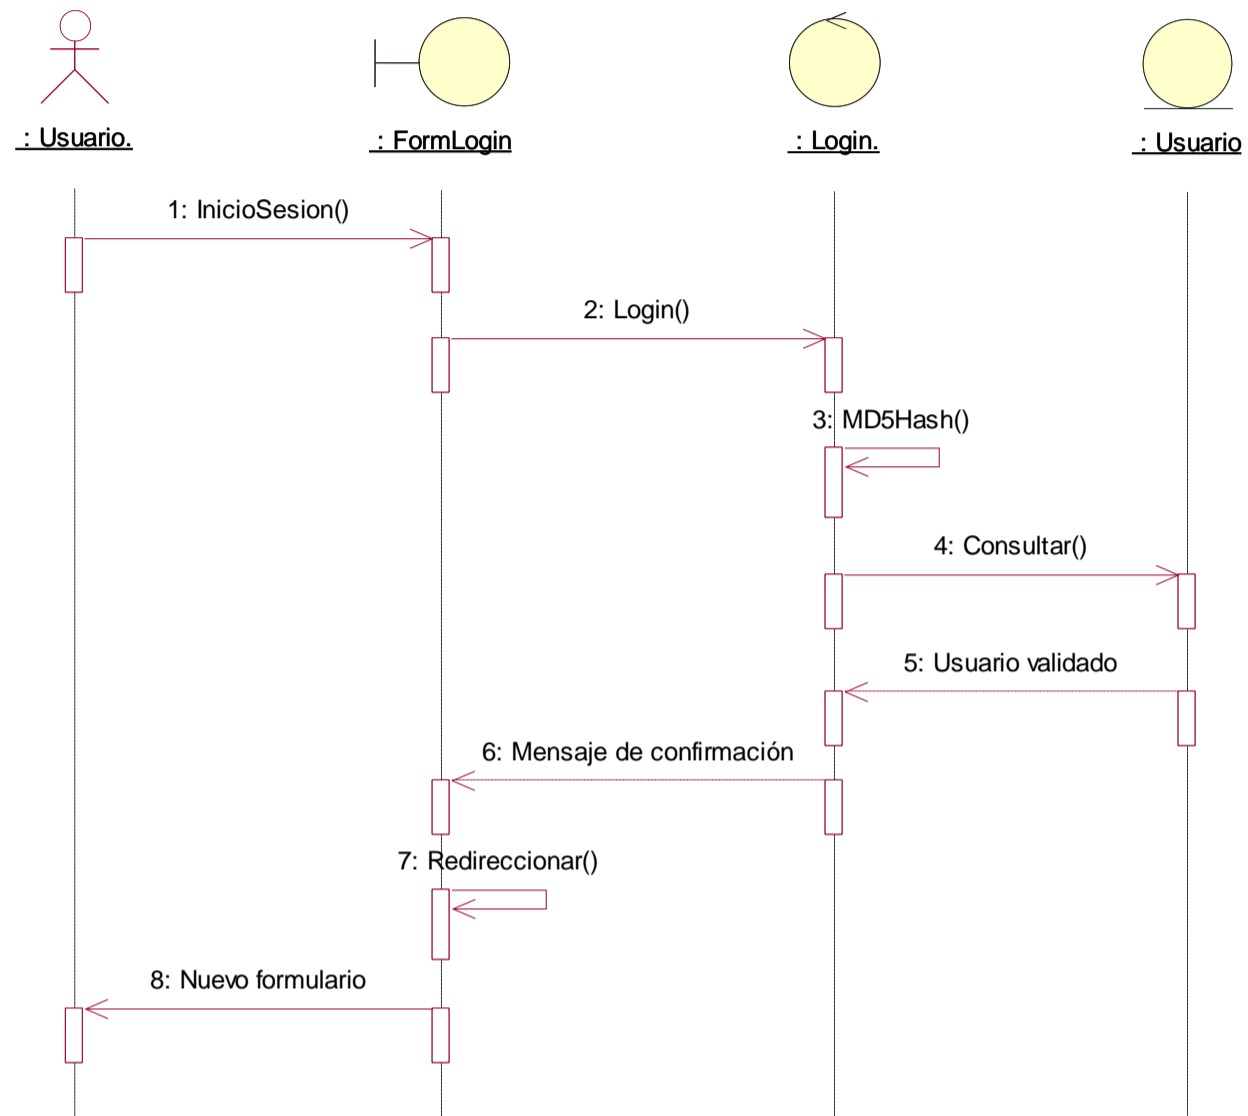 : Usuario.
: FormLogin
: Login.
: Usuario
1: InicioSesion()
2: Login()
3: MD5Hash()
4: Consultar()
5: Usuario validado
6: Mensaje de confirmación
7: Redireccionar()
8: Nuevo formulario